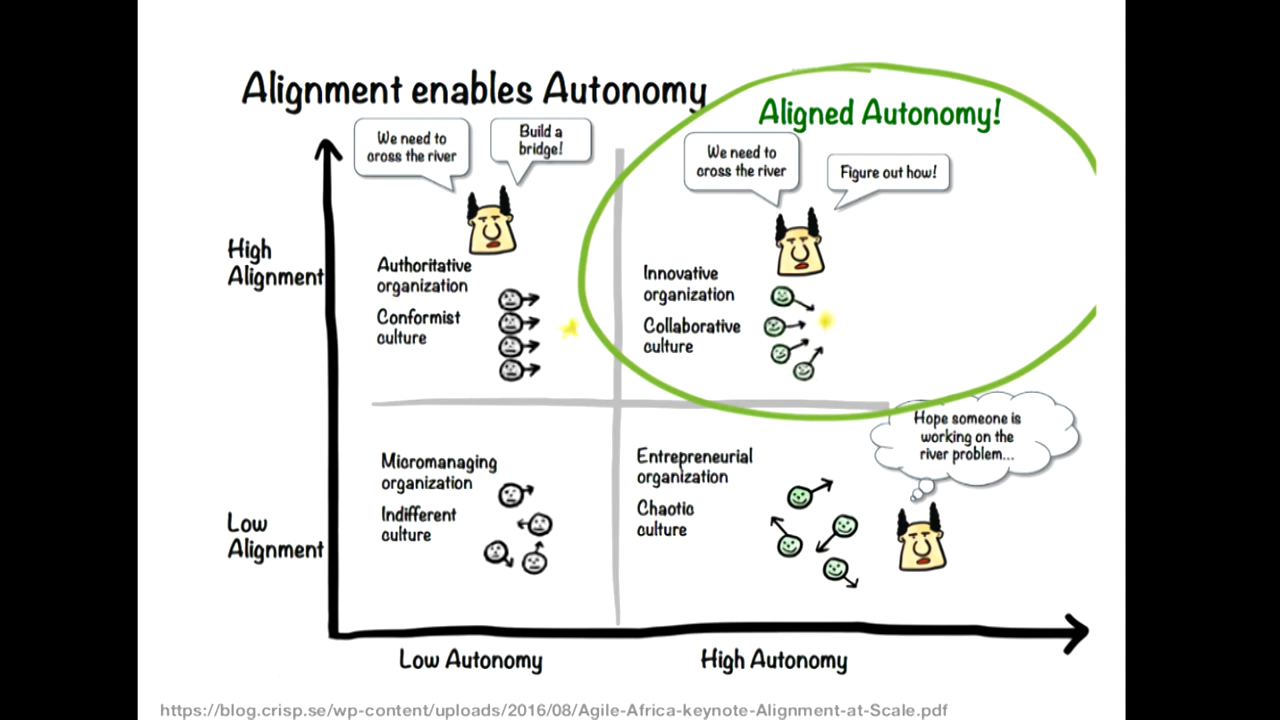 Alignment enables Autonomy
Aligned Autonomy!
We need to
cross the river
Build a
bridge!
We need to
cross the river
Figure out how!
High
Alignment
Authoritative
organization
Conformist
culture
Innovative
organization
Collaborative
culture
Low
Alignment
Micromanaging
organization
Indifferent
culture
Entrepreneurial
organization
Chaotic
culture
Hope someone is
working on the
river problem...
Low Autonomy
High Autonomy
https://blog.crisp.se/wp-content/uploads/2016/08/Agile-Africa-keynote-Alignment-at-Scale.pdf